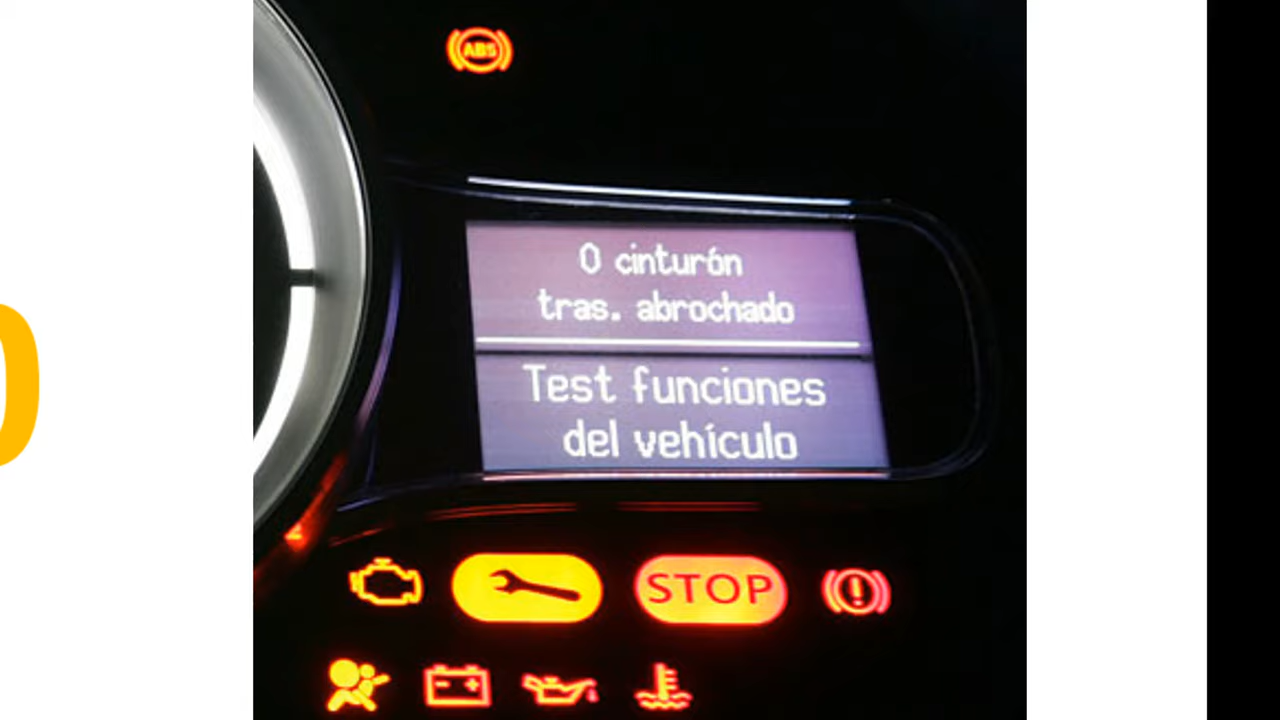 ABS
0 cinturón
tras. abrochado
Test funciones
del vehículo
STOP